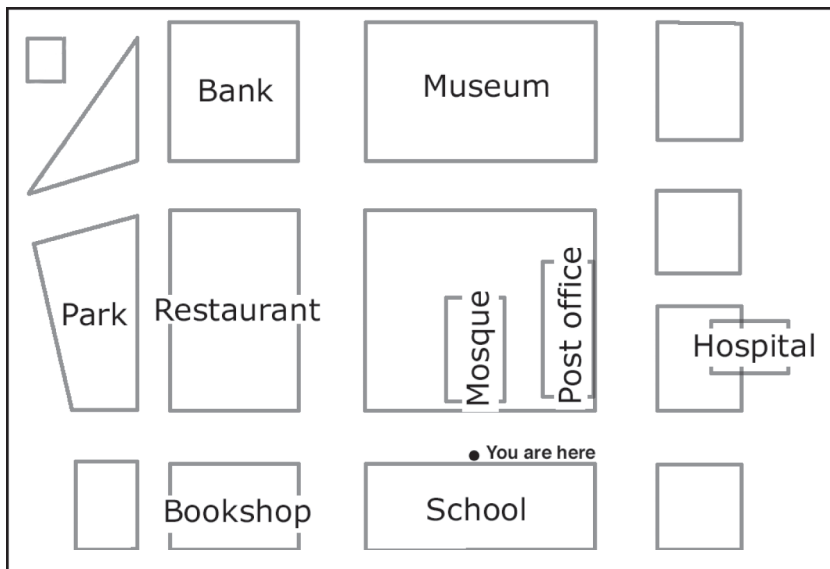 Bank
Museum
Park
Restaurant
Mosque
Post office
Hospital
You are here
Bookshop
School